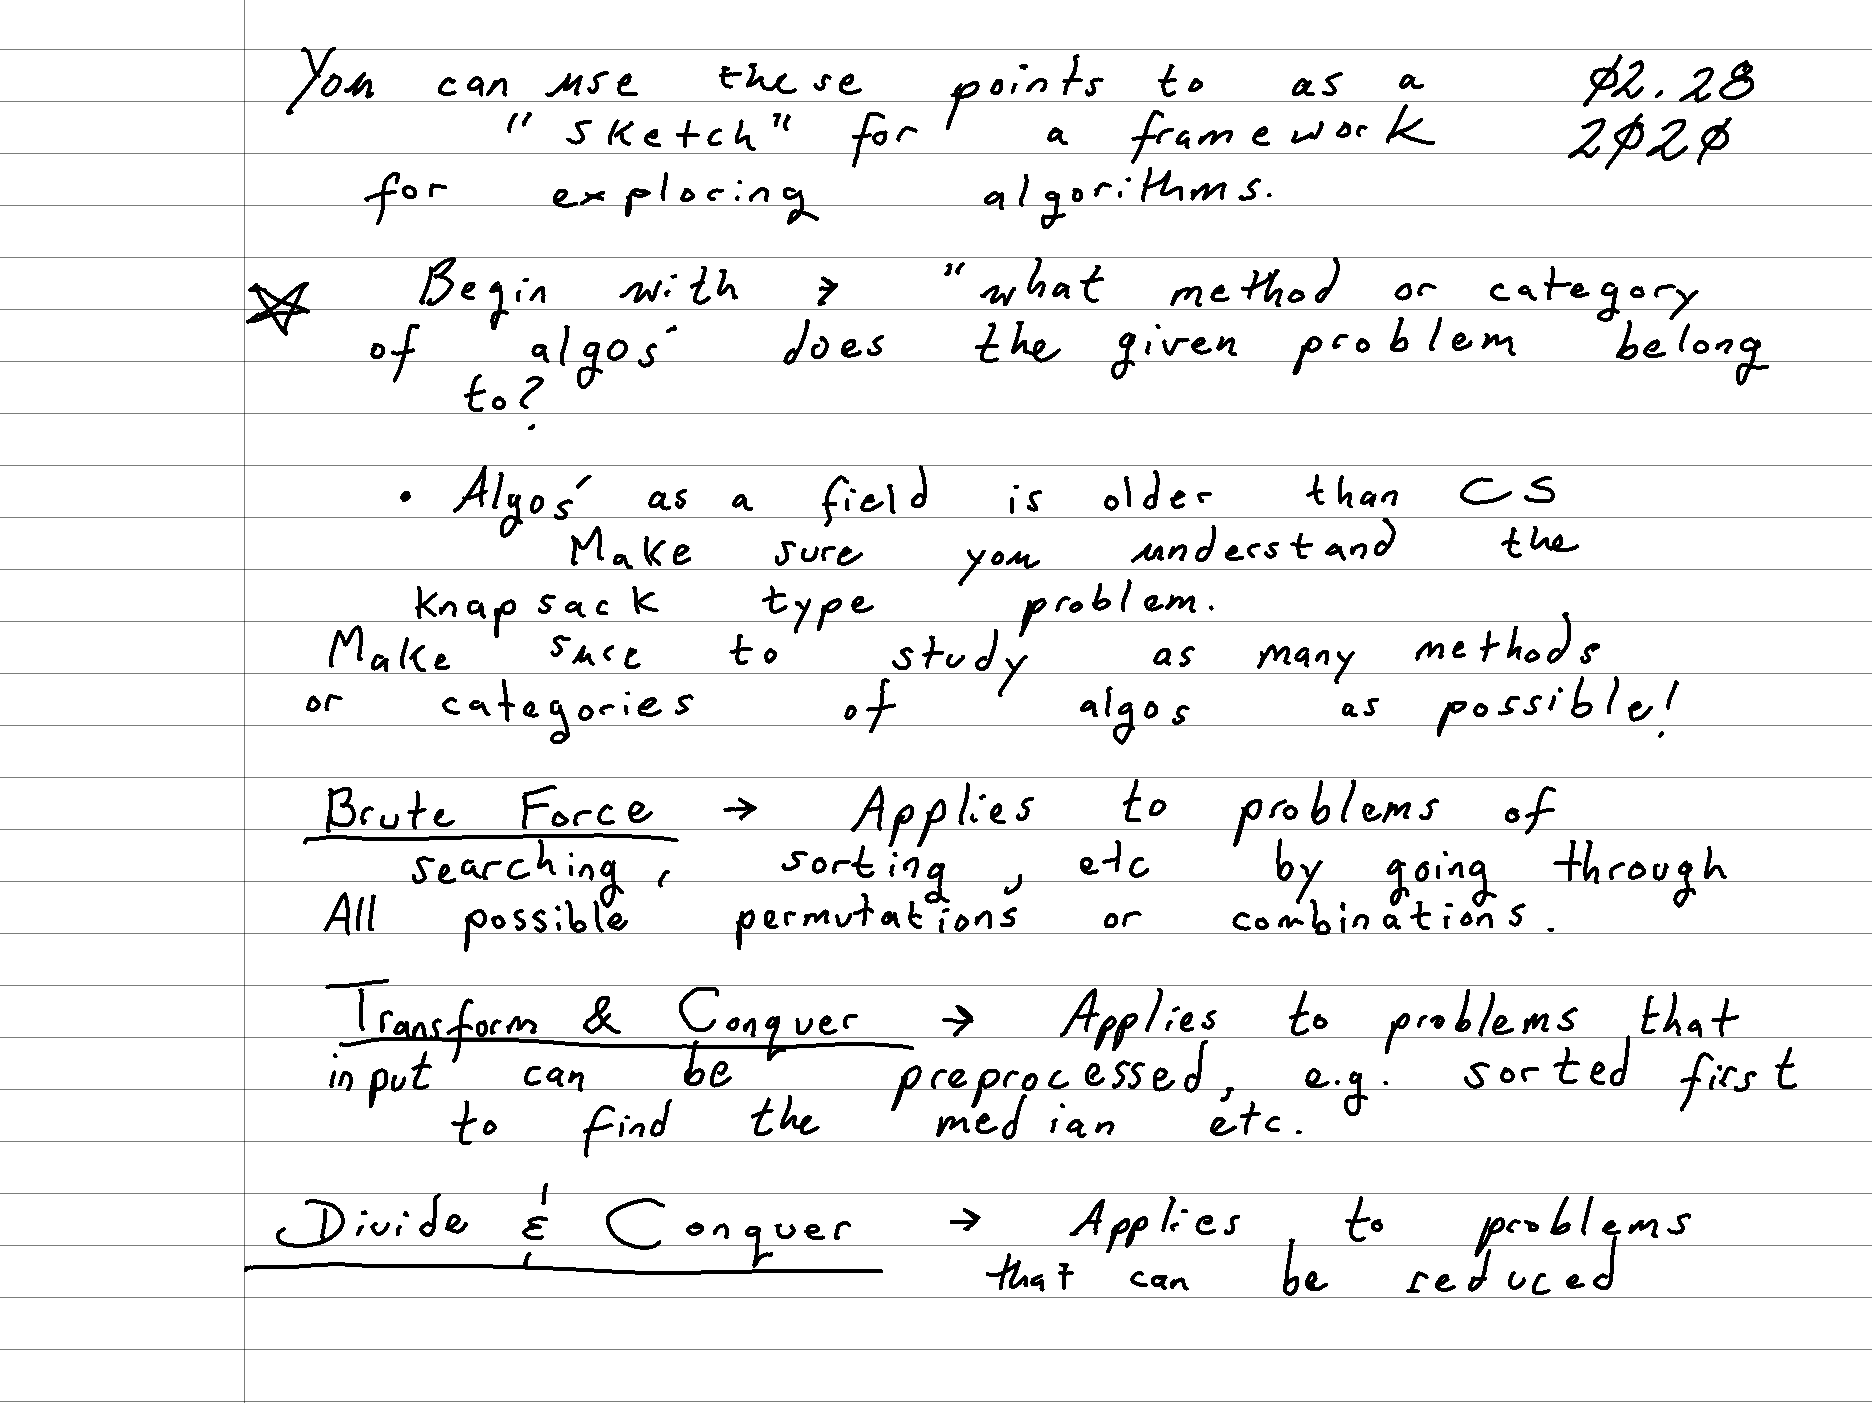 You can use these points to as a ø2.28
"sketch" for a framework 2ø2ø
for exploring algorithms.
Begin with → "what method or category
of algos' does the given problem belong
to?
• Algos' as a field is older than CS
Make sure you understand the
knapsack type problem.
Make sure to study as many methods
or categories of algos as possible!
Brute Force → Applies to problems of
searching, sorting, etc by going through
All possible permutations or combinations.
Transform & Conquer → Applies to problems that
input can be preprocessed, e.g. sorted first
to find the median etc.
Divide & Conquer → Applies to problems
that can be reduced